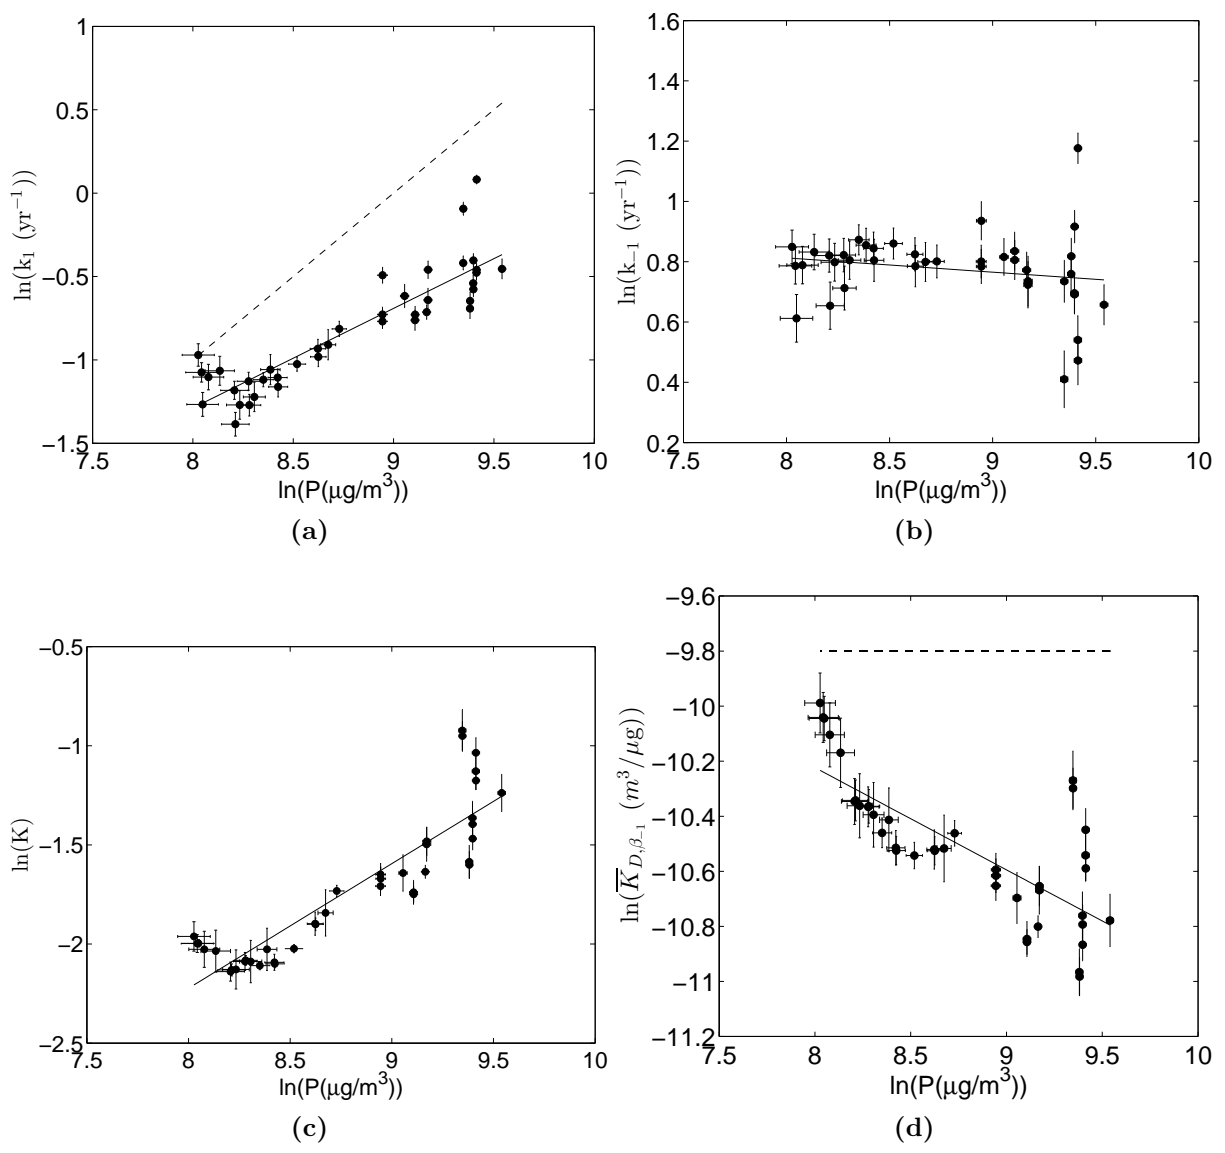 1
0.5
0
−0.5
−1
−1.5
7.5 8 8.5 9 9.5 10
ln(k₁ (yr⁻¹))
ln(P(μg/m³))
(a)
1.6
1.4
1.2
1
0.8
0.6
0.4
0.2
7.5 8 8.5 9 9.5 10
ln(k₋₁ (yr⁻¹))
ln(P(μg/m³))
(b)
−0.5
−1
−1.5
−2
−2.5
7.5 8 8.5 9 9.5 10
ln(K)
ln(P(μg/m³))
(c)
−9.6
−9.8
−10
−10.2
−10.4
−10.6
−10.8
−11
−11.2
7.5 8 8.5 9 9.5 10
ln(K̅_{D,β₋₁} (m³/μg))
ln(P(μg/m³))
(d)